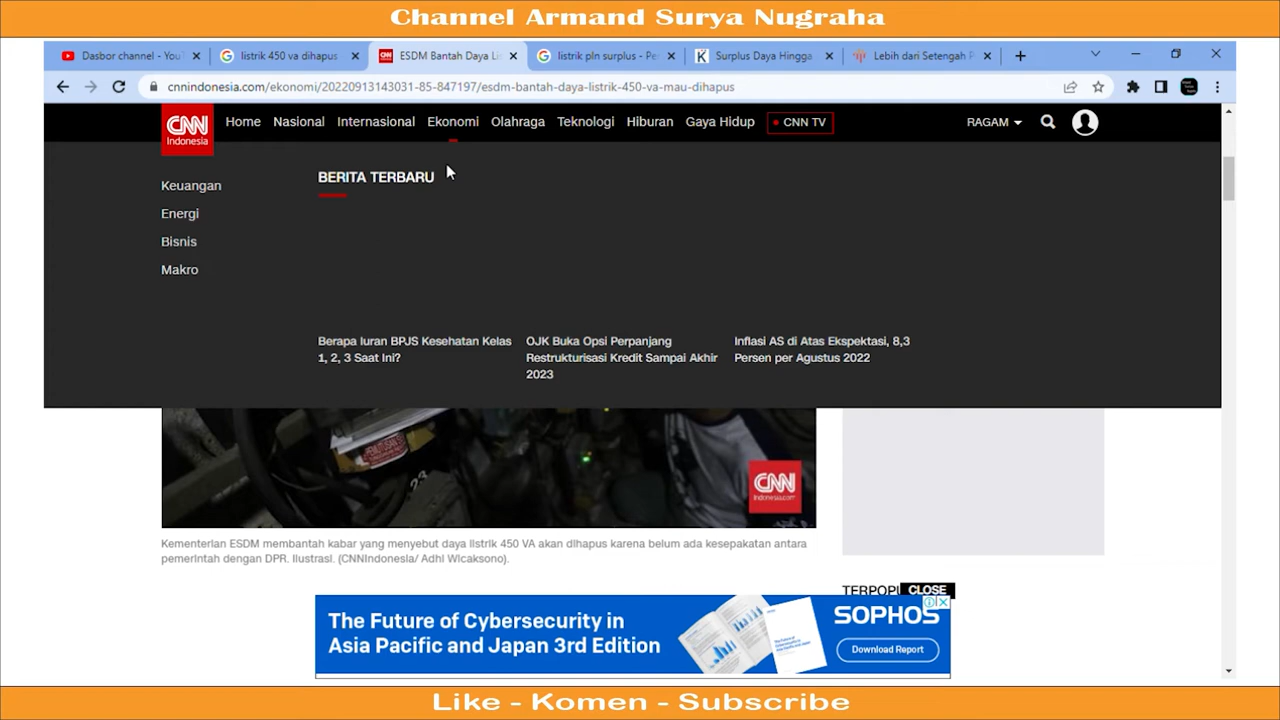 Channel Armand Surya Nugraha
Dasbor channel - You
listrik 450 va dihapus
ESDM Bantah Daya Lis
listrik pln surplus - Pe
Surplus Daya Hingga
Lebih dari Setengah P
cnnindonesia.com/ekonomi/20220913143031-85-847197/esdm-bantah-daya-listrik-450-va-mau-dihapus
CNN Indonesia
Home Nasional Internasional Ekonomi Olahraga Teknologi Hiburan Gaya Hidup CNN TV RAGAM
BERITA TERBARU
Keuangan
Energi
Bisnis
Makro
Berapa Iuran BPJS Kesehatan Kelas
1, 2, 3 Saat Ini?
OJK Buka Opsi Perpanjang
Restrukturisasi Kredit Sampai Akhir
2023
Inflasi AS di Atas Ekspektasi, 8,3
Persen per Agustus 2022
23
CNN
Indonesia.com
Kementerian ESDM membantah kabar yang menyebut daya listrik 450 VA akan dihapus karena belum ada kesepakatan antara
pemerintah dengan DPR. Ilustrasi. (CNNIndonesia/ Adhi Wicaksono).
TERPOPU
CLOSE
The Future of Cybersecurity in
Asia Pacific and Japan 3rd Edition
SOPHOS
Download Report
Like - Komen - Subscribe